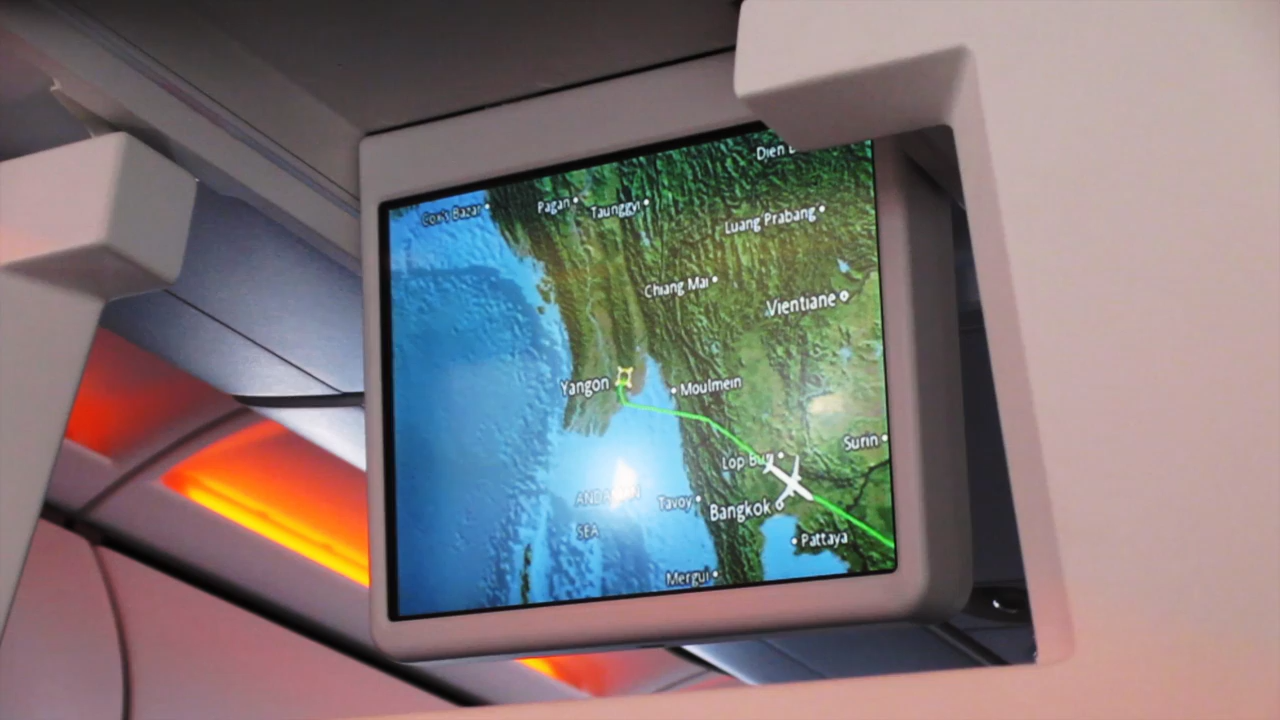 Dien
Cox's Bazar
Pagan
Taunggyi
Luang Prabang
Chiang Mai
Vientiane
Yangon
Moulmein
Surin
Lop Buri
ANDAMAN
SEA
Tavoy
Bangkok
Pattaya
Mergui